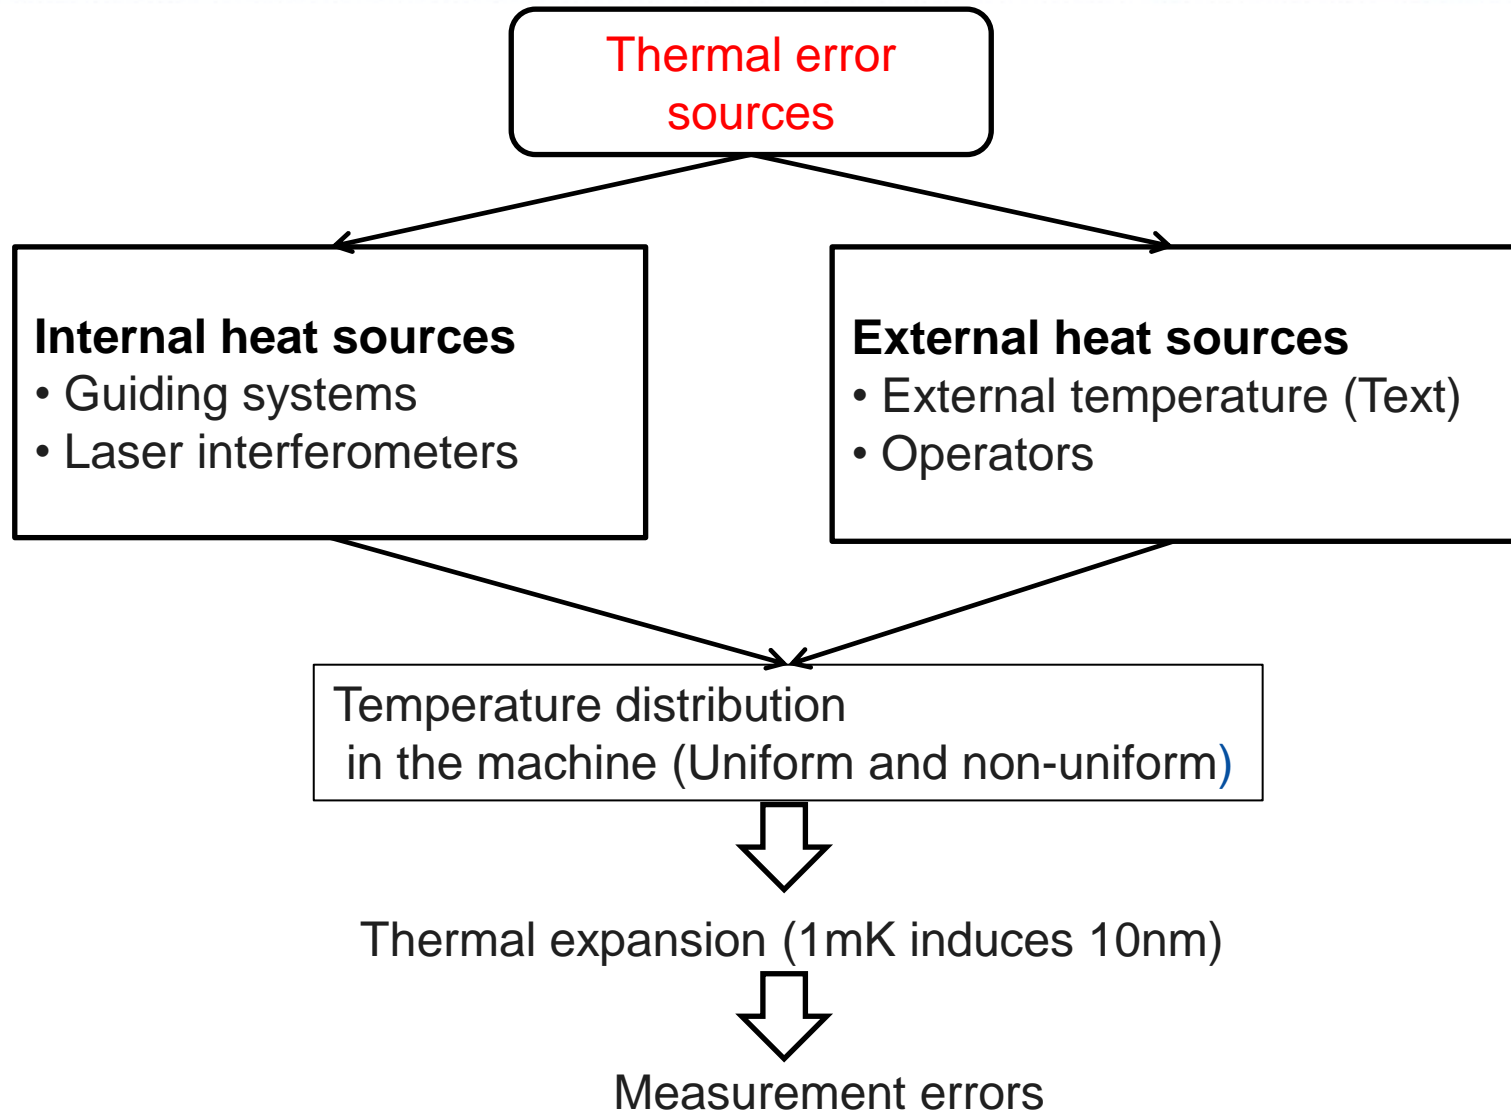 Thermal error
sources
Internal heat sources
• Guiding systems
• Laser interferometers
External heat sources
• External temperature (Text)
• Operators
Temperature distribution
in the machine (Uniform and non-uniform)
Thermal expansion (1mK induces 10nm)
Measurement errors